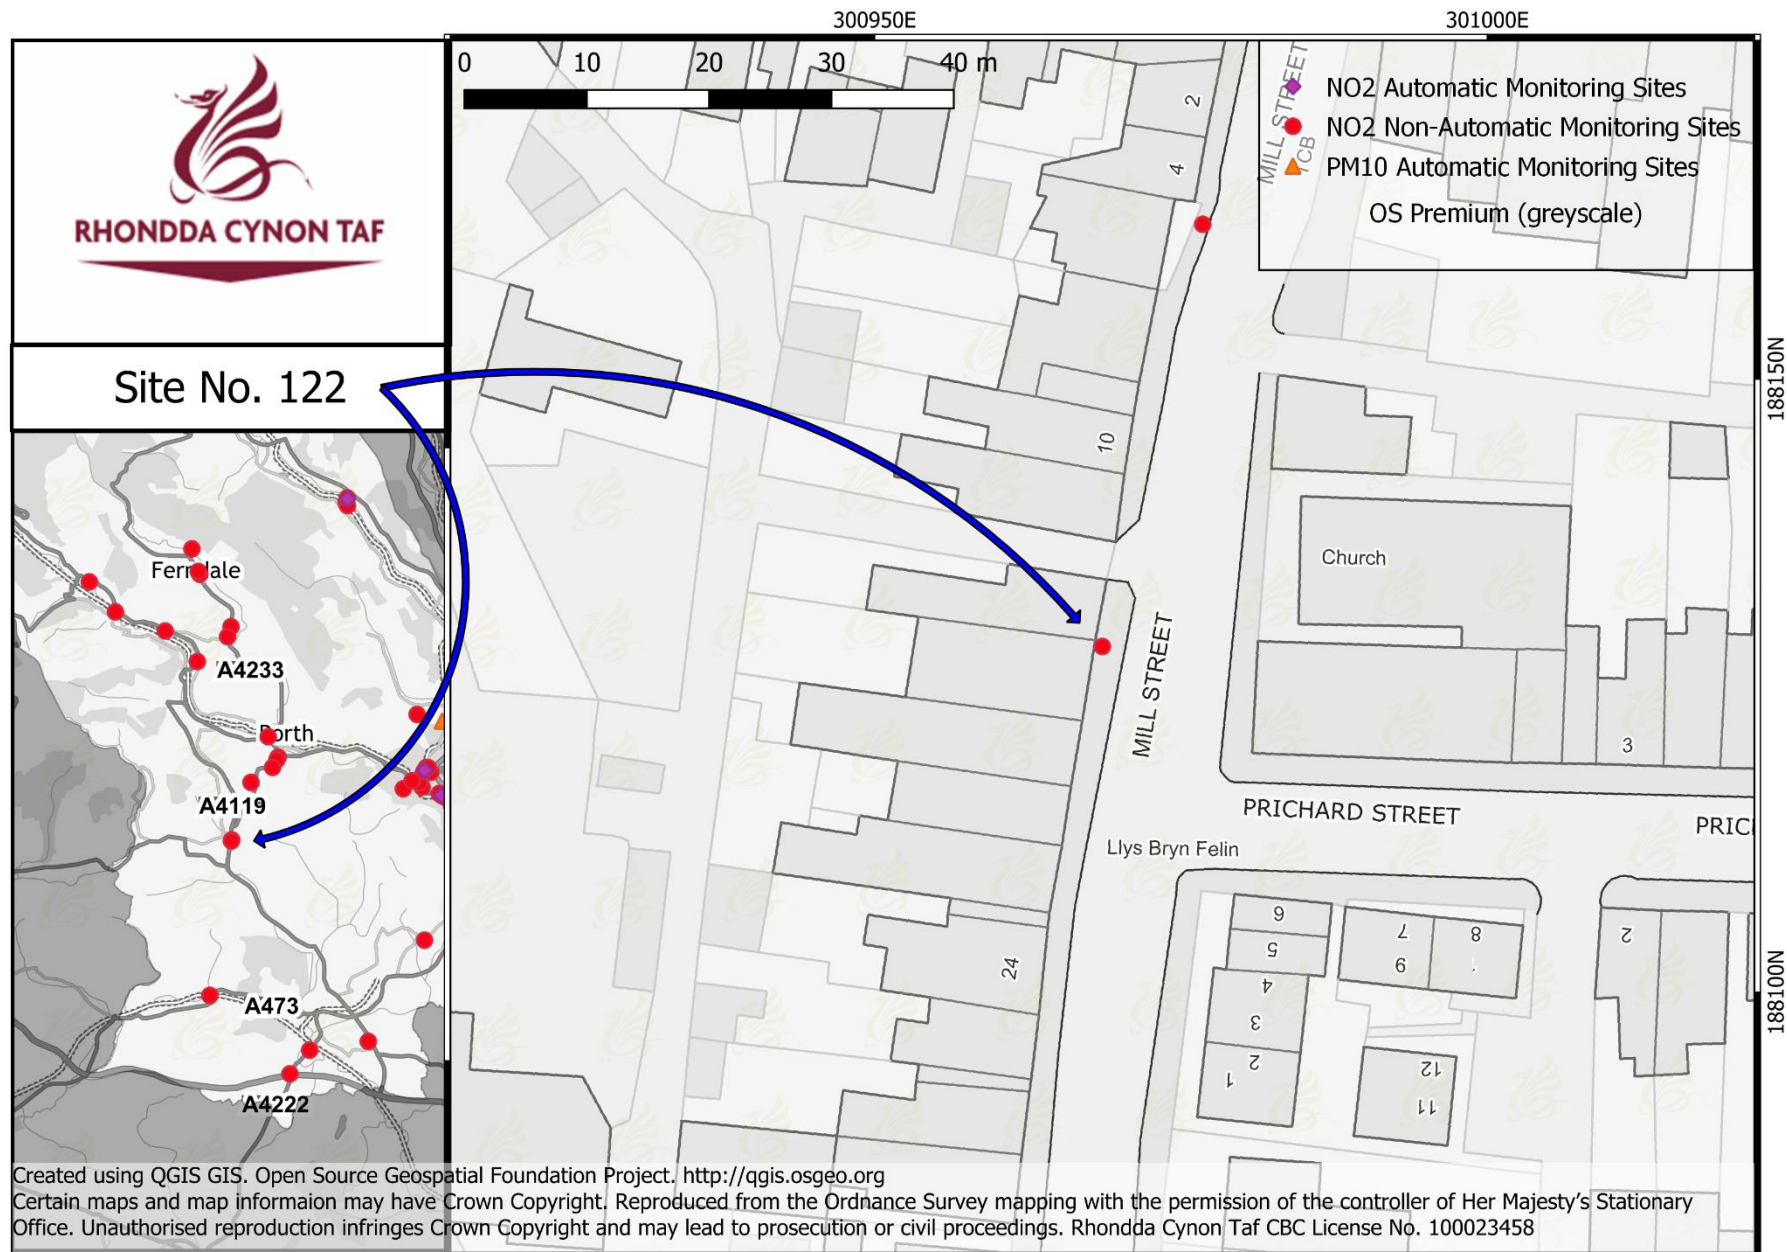 300950E
301000E
RHONDDA CYNON TAF
Site No. 122
0 10 20 30 40 m
NO2 Automatic Monitoring Sites
NO2 Non-Automatic Monitoring Sites
PM10 Automatic Monitoring Sites
OS Premium (greyscale)
MILL STREET
TCB
2
4
10
188150N
Church
MILL STREET
3
PRICHARD STREET
PRICH
Llys Bryn Felin
24
6
5
4
3
2
1
7
9
8
12
11
2
188100N
Ferndale
A4233
Porth
A4119
A473
A4222
Created using QGIS GIS. Open Source Geospatial Foundation Project. http://qgis.osgeo.org
Certain maps and map informaion may have Crown Copyright. Reproduced from the Ordnance Survey mapping with the permission of the controller of Her Majesty's Stationary
Office. Unauthorised reproduction infringes Crown Copyright and may lead to prosecution or civil proceedings. Rhondda Cynon Taf CBC License No. 100023458